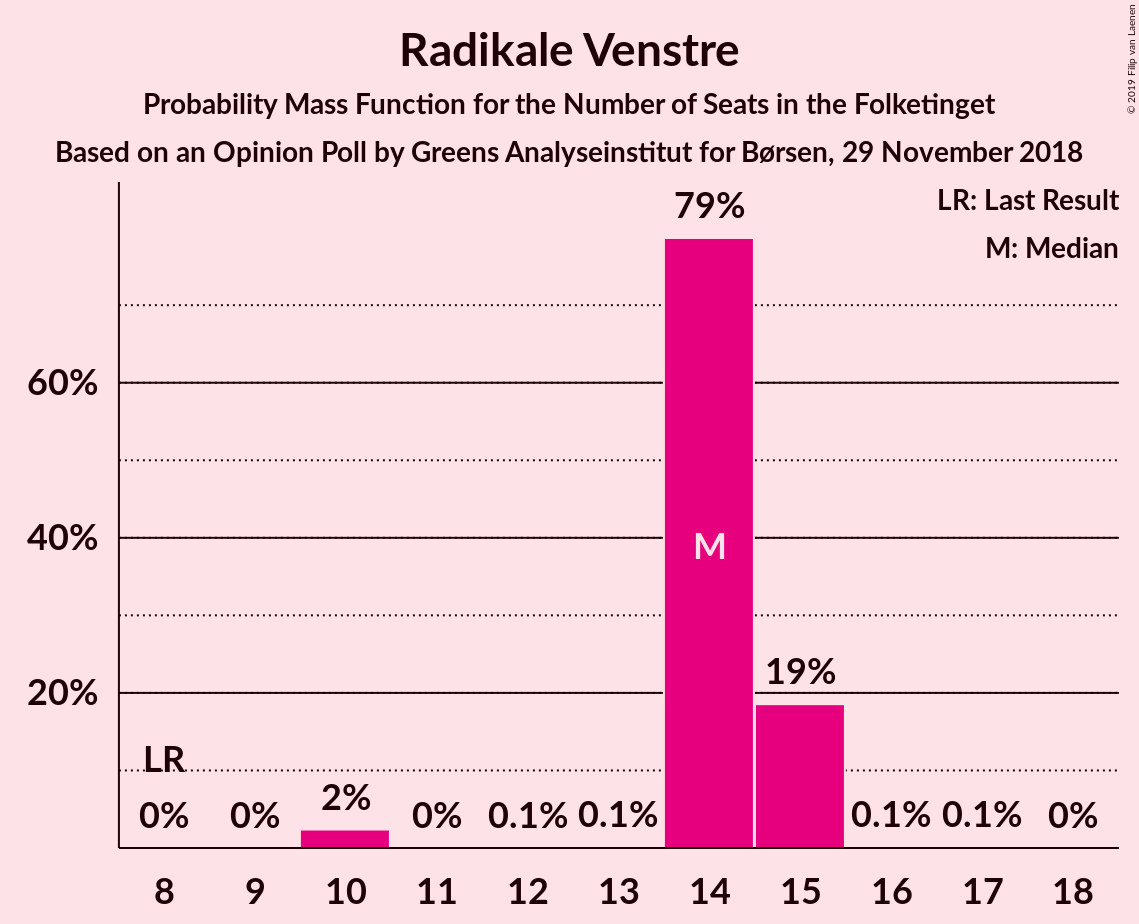 Radikale Venstre
Probability Mass Function for the Number of Seats in the Folketinget
Based on an Opinion Poll by Greens Analyseinstitut for Børsen, 29 November 2018
© 2019 Filip van Laenen
LR: Last Result
M: Median
79%
60%
40%
M
19%
20%
LR
0% 0% 2% 0% 0.1% 0.1% 0.1% 0.1% 0%
8 9 10 11 12 13 14 15 16 17 18